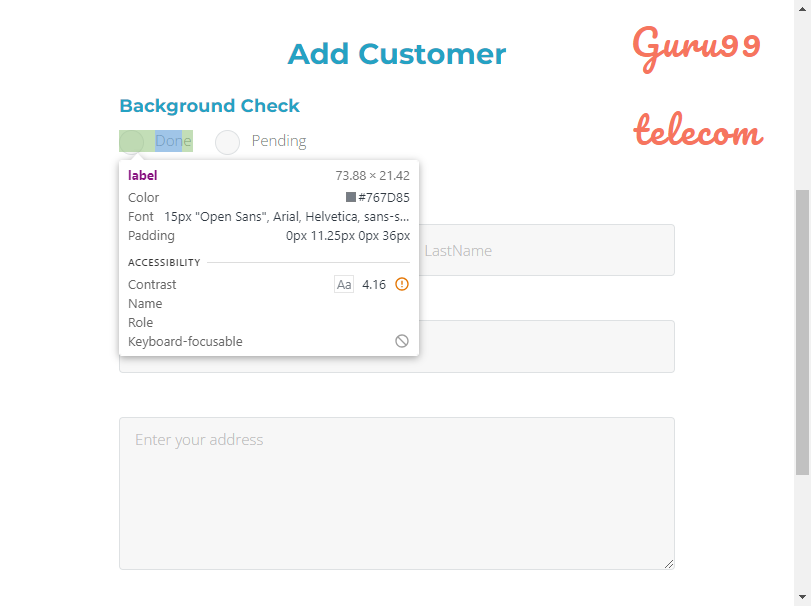 Add Customer
Guru99
telecom
Background Check
Done Pending
label 73.88 × 21.42
Color #767D85
Font 15px "Open Sans", Arial, Helvetica, sans-s...
Padding 0px 11.25px 0px 36px
ACCESSIBILITY
Contrast Aa 4.16
Name
Role
Keyboard-focusable
LastName
Enter your address